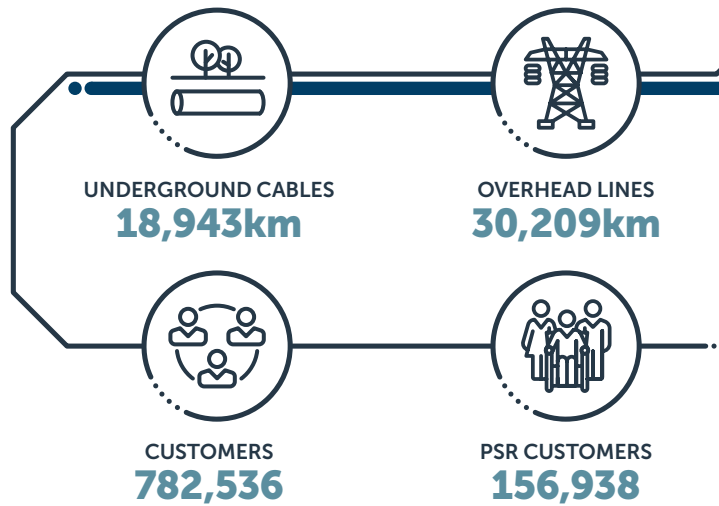 UNDERGROUND CABLES
18,943km
OVERHEAD LINES
30,209km
CUSTOMERS
782,536
PSR CUSTOMERS
156,938